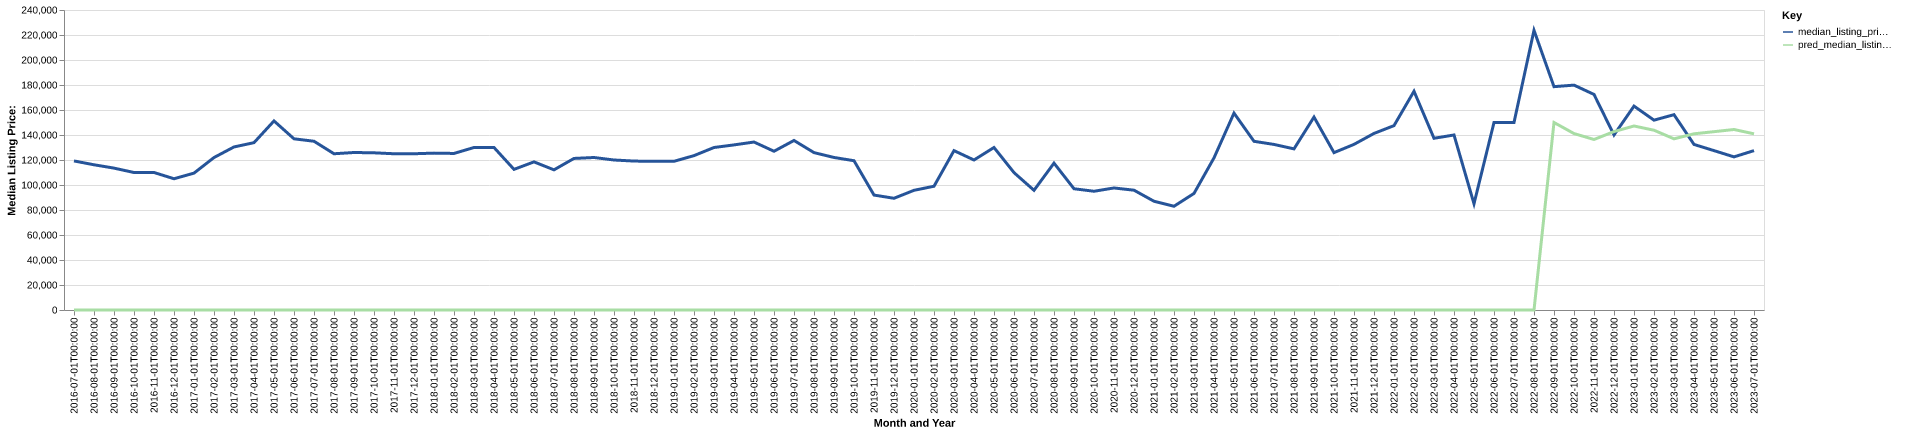 240,000
220,000
200,000
180,000
160,000
140,000
120,000
100,000
80,000
60,000
40,000
20,000
0
Median Listing Price:
2016-07-01T00:00:00
2016-08-01T00:00:00
2016-09-01T00:00:00
2016-10-01T00:00:00
2016-11-01T00:00:00
2016-12-01T00:00:00
2017-01-01T00:00:00
2017-02-01T00:00:00
2017-03-01T00:00:00
2017-04-01T00:00:00
2017-05-01T00:00:00
2017-06-01T00:00:00
2017-07-01T00:00:00
2017-08-01T00:00:00
2017-09-01T00:00:00
2017-10-01T00:00:00
2017-11-01T00:00:00
2017-12-01T00:00:00
2018-01-01T00:00:00
2018-02-01T00:00:00
2018-03-01T00:00:00
2018-04-01T00:00:00
2018-05-01T00:00:00
2018-06-01T00:00:00
2018-07-01T00:00:00
2018-08-01T00:00:00
2018-09-01T00:00:00
2018-10-01T00:00:00
2018-11-01T00:00:00
2018-12-01T00:00:00
2019-01-01T00:00:00
2019-02-01T00:00:00
2019-03-01T00:00:00
2019-04-01T00:00:00
2019-05-01T00:00:00
2019-06-01T00:00:00
2019-07-01T00:00:00
2019-08-01T00:00:00
2019-09-01T00:00:00
2019-10-01T00:00:00
2019-11-01T00:00:00
2019-12-01T00:00:00
2020-01-01T00:00:00
2020-02-01T00:00:00
2020-03-01T00:00:00
2020-04-01T00:00:00
2020-05-01T00:00:00
2020-06-01T00:00:00
2020-07-01T00:00:00
2020-08-01T00:00:00
2020-09-01T00:00:00
2020-10-01T00:00:00
2020-11-01T00:00:00
2020-12-01T00:00:00
2021-01-01T00:00:00
2021-02-01T00:00:00
2021-03-01T00:00:00
2021-04-01T00:00:00
2021-05-01T00:00:00
2021-06-01T00:00:00
2021-07-01T00:00:00
2021-08-01T00:00:00
2021-09-01T00:00:00
2021-10-01T00:00:00
2021-11-01T00:00:00
2021-12-01T00:00:00
2022-01-01T00:00:00
2022-02-01T00:00:00
2022-03-01T00:00:00
2022-04-01T00:00:00
2022-05-01T00:00:00
2022-06-01T00:00:00
2022-07-01T00:00:00
2022-08-01T00:00:00
2022-09-01T00:00:00
2022-10-01T00:00:00
2022-11-01T00:00:00
2022-12-01T00:00:00
2023-01-01T00:00:00
2023-02-01T00:00:00
2023-03-01T00:00:00
2023-04-01T00:00:00
2023-05-01T00:00:00
2023-06-01T00:00:00
2023-07-01T00:00:00
Month and Year
Key
median_listing_pri…
pred_median_listin…